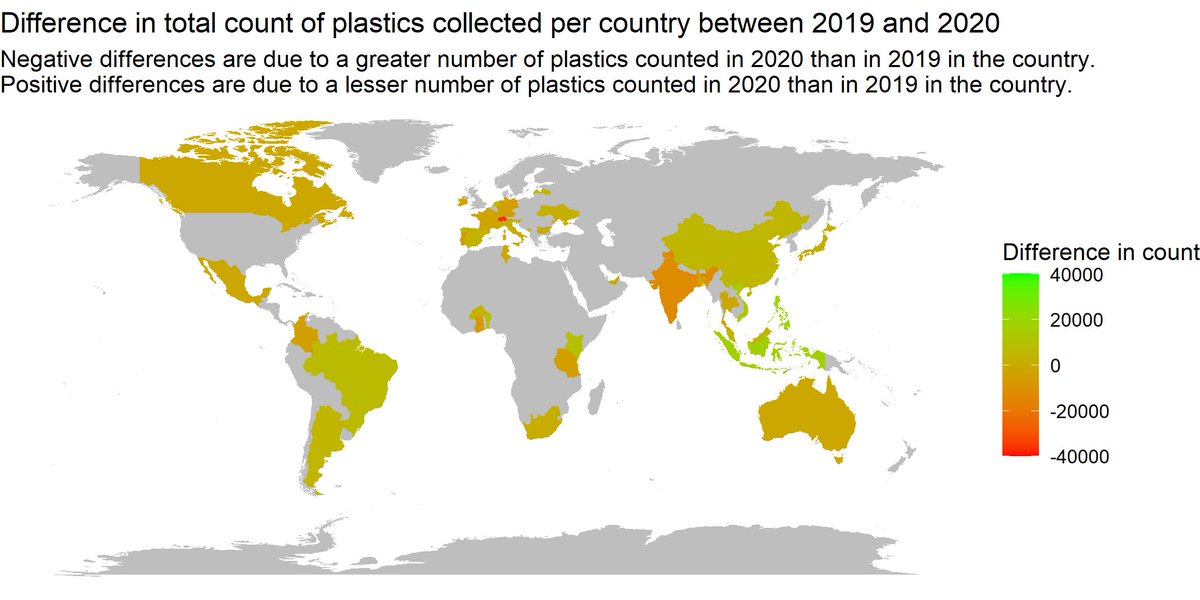 Difference in total count of plastics collected per country between 2019 and 2020
Negative differences are due to a greater number of plastics counted in 2020 than in 2019 in the country.
Positive differences are due to a lesser number of plastics counted in 2020 than in 2019 in the country.
Difference in count
40000
20000
0
-20000
-40000